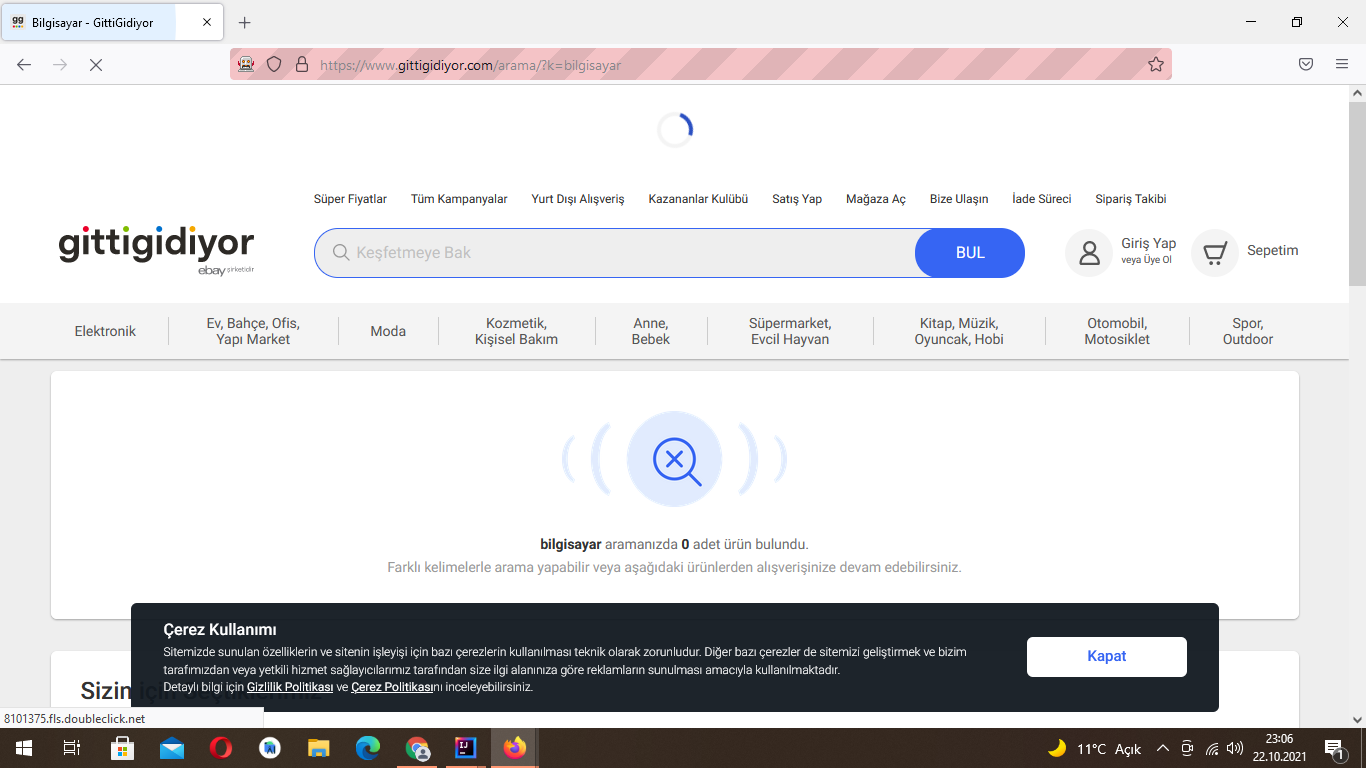 Bilgisayar - GittiGidiyor
https://www.gittigidiyor.com/arama/?k=bilgisayar
Süper Fiyatlar Tüm Kampanyalar Yurt Dışı Alışveriş Kazananlar Kulübü Satış Yap Mağaza Aç Bize Ulaşın İade Süreci Sipariş Takibi
gittigidiyor
ebay şirketidir
Keşfetmeye Bak
BUL
Giriş Yap
veya Üye Ol
Sepetim
Elektronik
Ev, Bahçe, Ofis,
Yapı Market
Moda
Kozmetik,
Kişisel Bakım
Anne,
Bebek
Süpermarket,
Evcil Hayvan
Kitap, Müzik,
Oyuncak, Hobi
Otomobil,
Motosiklet
Spor,
Outdoor
bilgisayar aramanızda 0 adet ürün bulundu.
Farklı kelimelerle arama yapabilir veya aşağıdaki ürünlerden alışverişinize devam edebilirsiniz.
Çerez Kullanımı
Sitemizde sunulan özelliklerin ve sitenin işleyişi için bazı çerezlerin kullanılması teknik olarak zorunludur. Diğer bazı çerezler de sitemizi geliştirmek ve bizim
tarafımızdan veya yetkili hizmet sağlayıcılarımız tarafından size ilgi alanınıza göre reklamların sunulması amacıyla kullanılmaktadır.
Detaylı bilgi için Gizlilik Politikası ve Çerez Politikasını inceleyebilirsiniz.
Kapat
Sizin için
8101375.fls.doubleclick.net
11°C Açık
23:06
22.10.2021
1